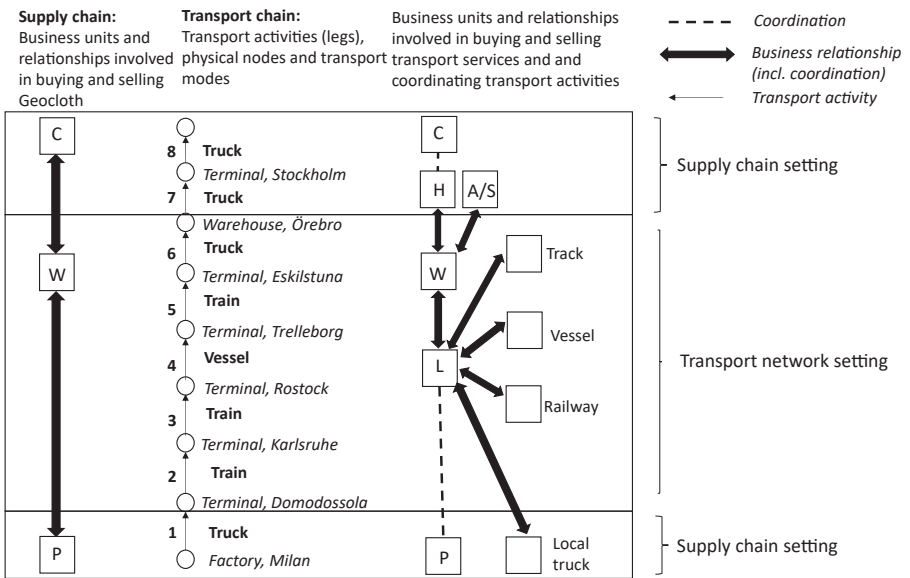 Supply chain:
Business units and
relationships involved
in buying and selling
Geocloth
Transport chain:
Transport activities (legs),
physical nodes and transport
modes
Business units and relationships
involved in buying and selling
transport services and and
coordinating transport activities
Coordination
Business relationship
(incl. coordination)
Transport activity
C
8 Truck
Terminal, Stockholm
7 Truck
C
H
A/S
Supply chain setting
Warehouse, Örebro
6 Truck
W
Terminal, Eskilstuna
5 Train
Terminal, Trelleborg
4 Vessel
Terminal, Rostock
3 Train
Terminal, Karlsruhe
2 Train
Terminal, Domodossola
W
Track
Vessel
L
Railway
Transport network setting
P
1 Truck
Factory, Milan
P
Local
truck
Supply chain setting